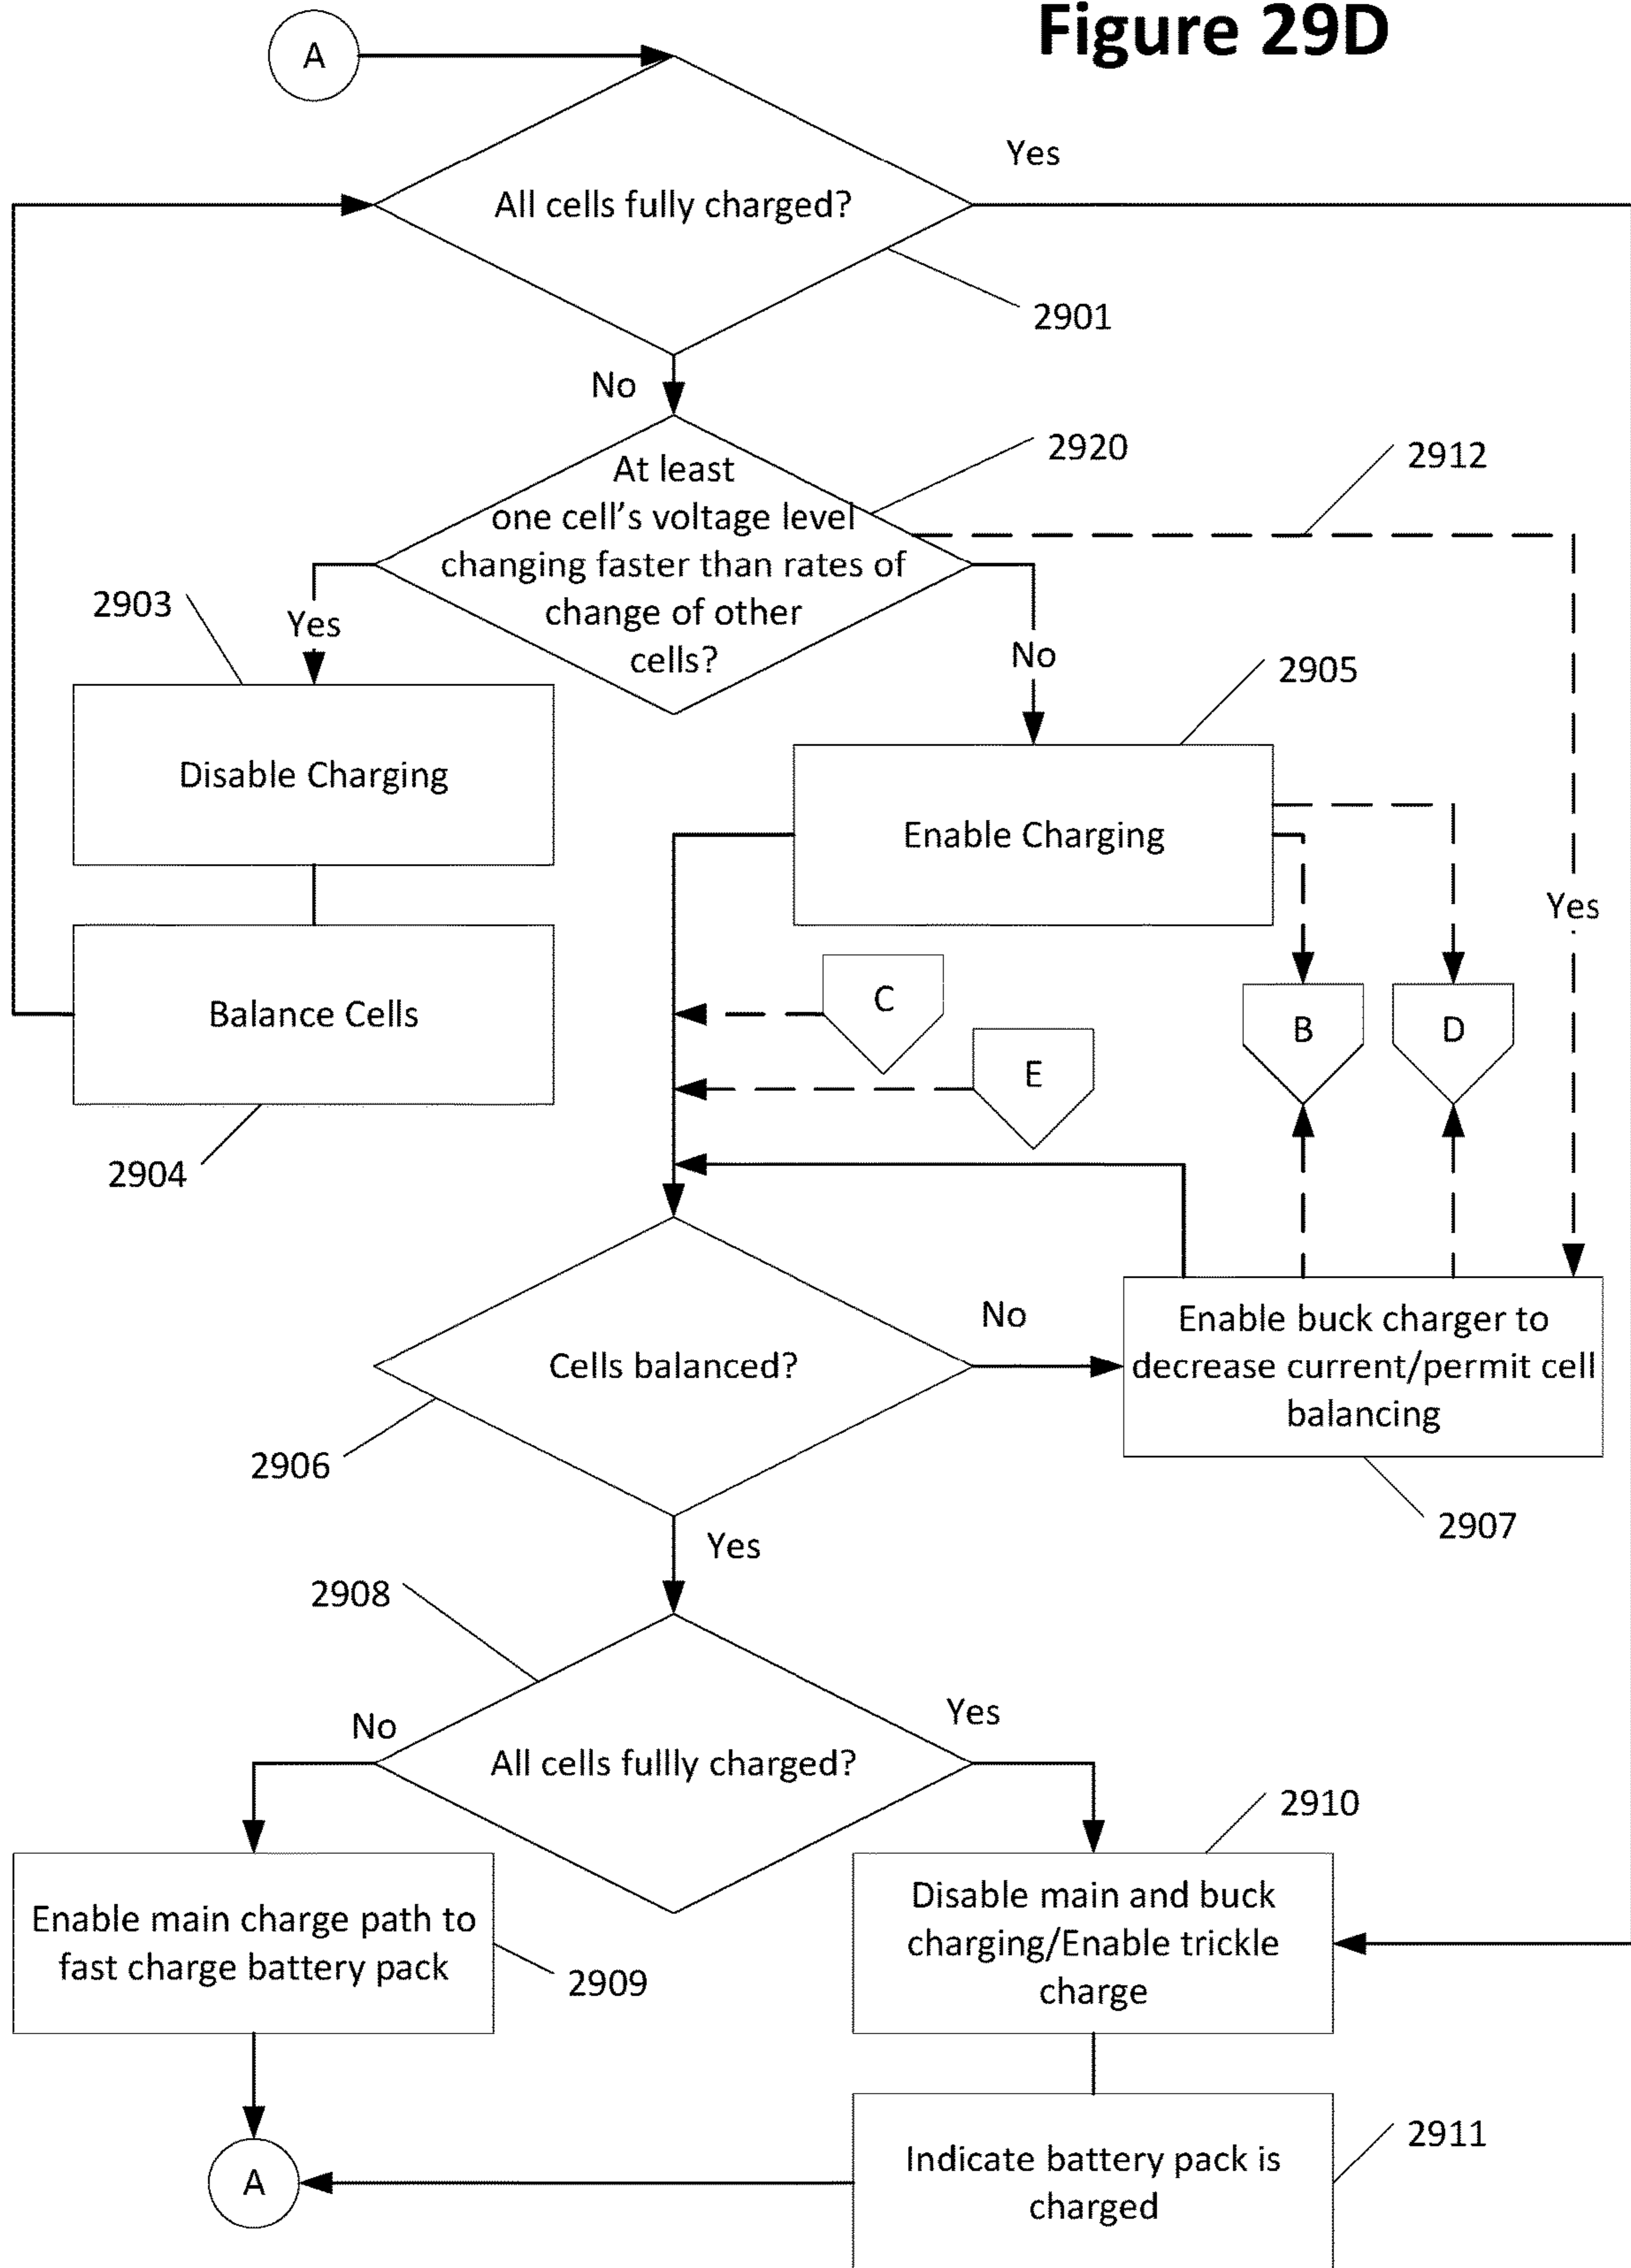 Figure 29D
A
Yes
All cells fully charged?
2901
No
2920
2912
At least
one cell's voltage level
changing faster than rates of
change of other
cells?
2903
Yes
No
2905
Disable Charging
Enable Charging
Yes
C
B
D
Balance Cells
E
2904
No
Enable buck charger to
decrease current/permit cell
balancing
Cells balanced?
2906
2907
Yes
2908
No
Yes
All cells fullly charged?
2910
Enable main charge path to
fast charge battery pack
2909
Disable main and buck
charging/Enable trickle
charge
2911
Indicate battery pack is
charged
A